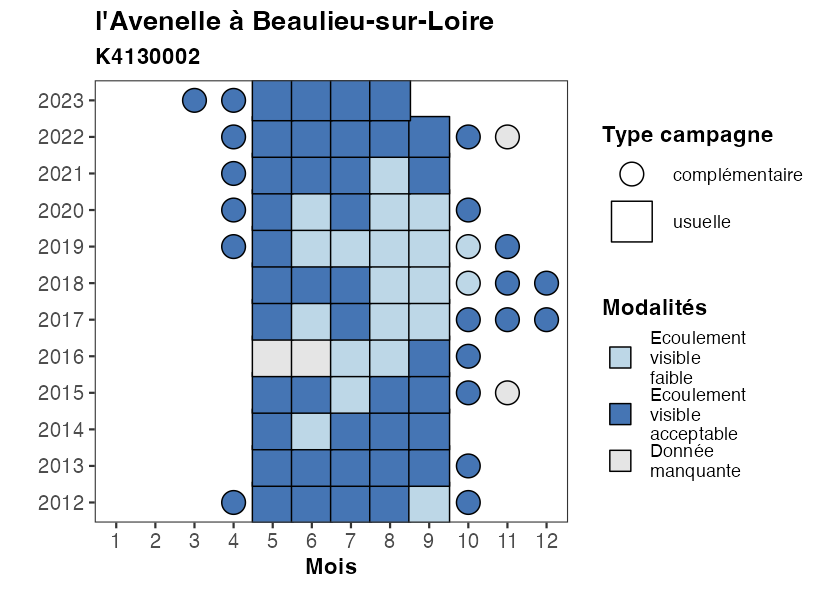 l'Avenelle à Beaulieu-sur-Loire
K4130002
2023
2022
2021
2020
2019
2018
2017
2016
2015
2014
2013
2012
1 2 3 4 5 6 7 8 9 10 11 12
Mois
Type campagne
complémentaire
usuelle
Modalités
Ecoulement
visible
faible
Ecoulement
visible
acceptable
Donnée
manquante